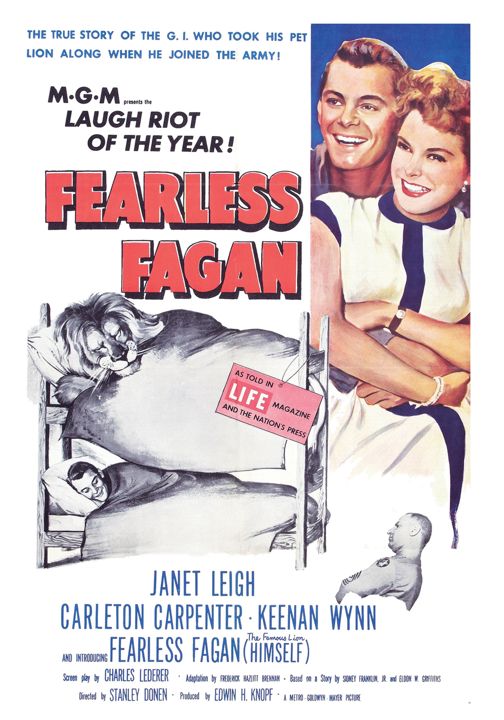 THE TRUE STORY OF THE G. I. WHO TOOK HIS PET
LION ALONG WHEN HE JOINED THE ARMY!
M·G·M presents the
LAUGH RIOT
OF THE YEAR!
FEARLESS
FAGAN
AS TOLD IN
LIFE MAGAZINE
AND THE NATION'S PRESS
JANET LEIGH
CARLETON CARPENTER · KEENAN WYNN
AND INTRODUCING FEARLESS FAGAN (The Famous Lion HIMSELF)
Screen play by CHARLES LEDERER · Adaptation by FREDERICK HAZLITT BRENNAN · Based on a Story by SIDNEY FRANKLIN, JR. and ELDON W. GRIFFITHS
Directed by STANLEY DONEN · Produced by EDWIN H. KNOPF · A METRO-GOLDWYN-MAYER PICTURE